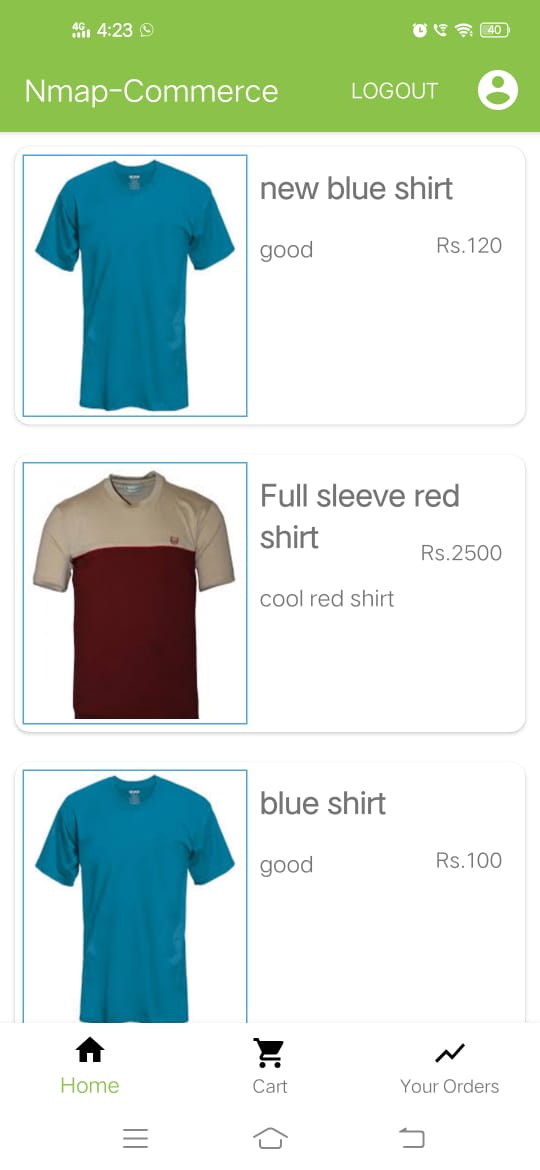 4G 4:23 40
Nmap-Commerce LOGOUT
new blue shirt
good Rs.120
Full sleeve red
shirt
Rs.2500
cool red shirt
blue shirt
good Rs.100
Home Cart Your Orders